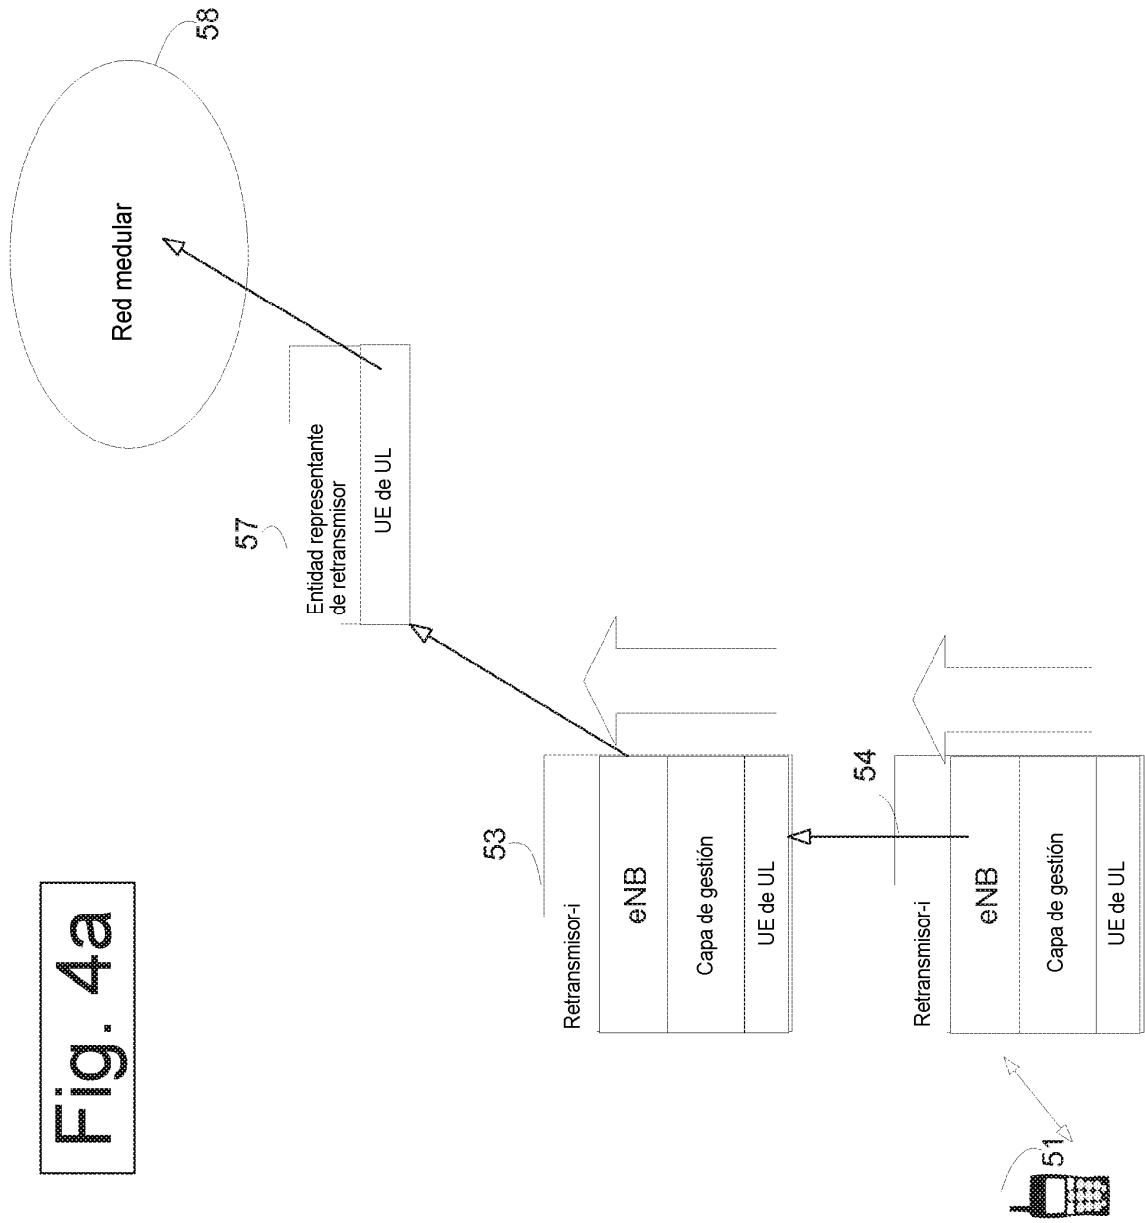 Fig. 4a
58
Red medular
57
Entidad representante
de retransmisor
UE de UL
53
Retransmisor-i
eNB
Capa de gestión
UE de UL
54
Retransmisor-i
eNB
Capa de gestión
UE de UL
51